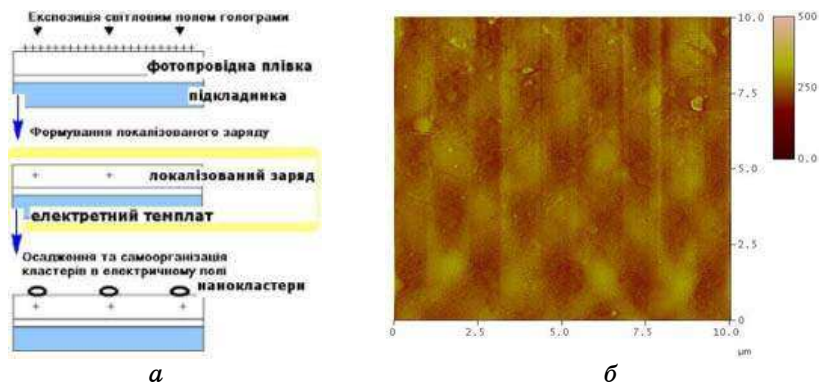 Експозиція світловим полем голограми
фотопровідна плівка
підкладинка
Формування локалізованого заряду
локалізований заряд
електретний темплат
Осадження та самоорганізація
кластерів в електричному полі
нанокластери
а
10.0
7.5
5.0
2.5
0
0
2.5
5.0
7.5
10.0
μm
500
250
0.0
б